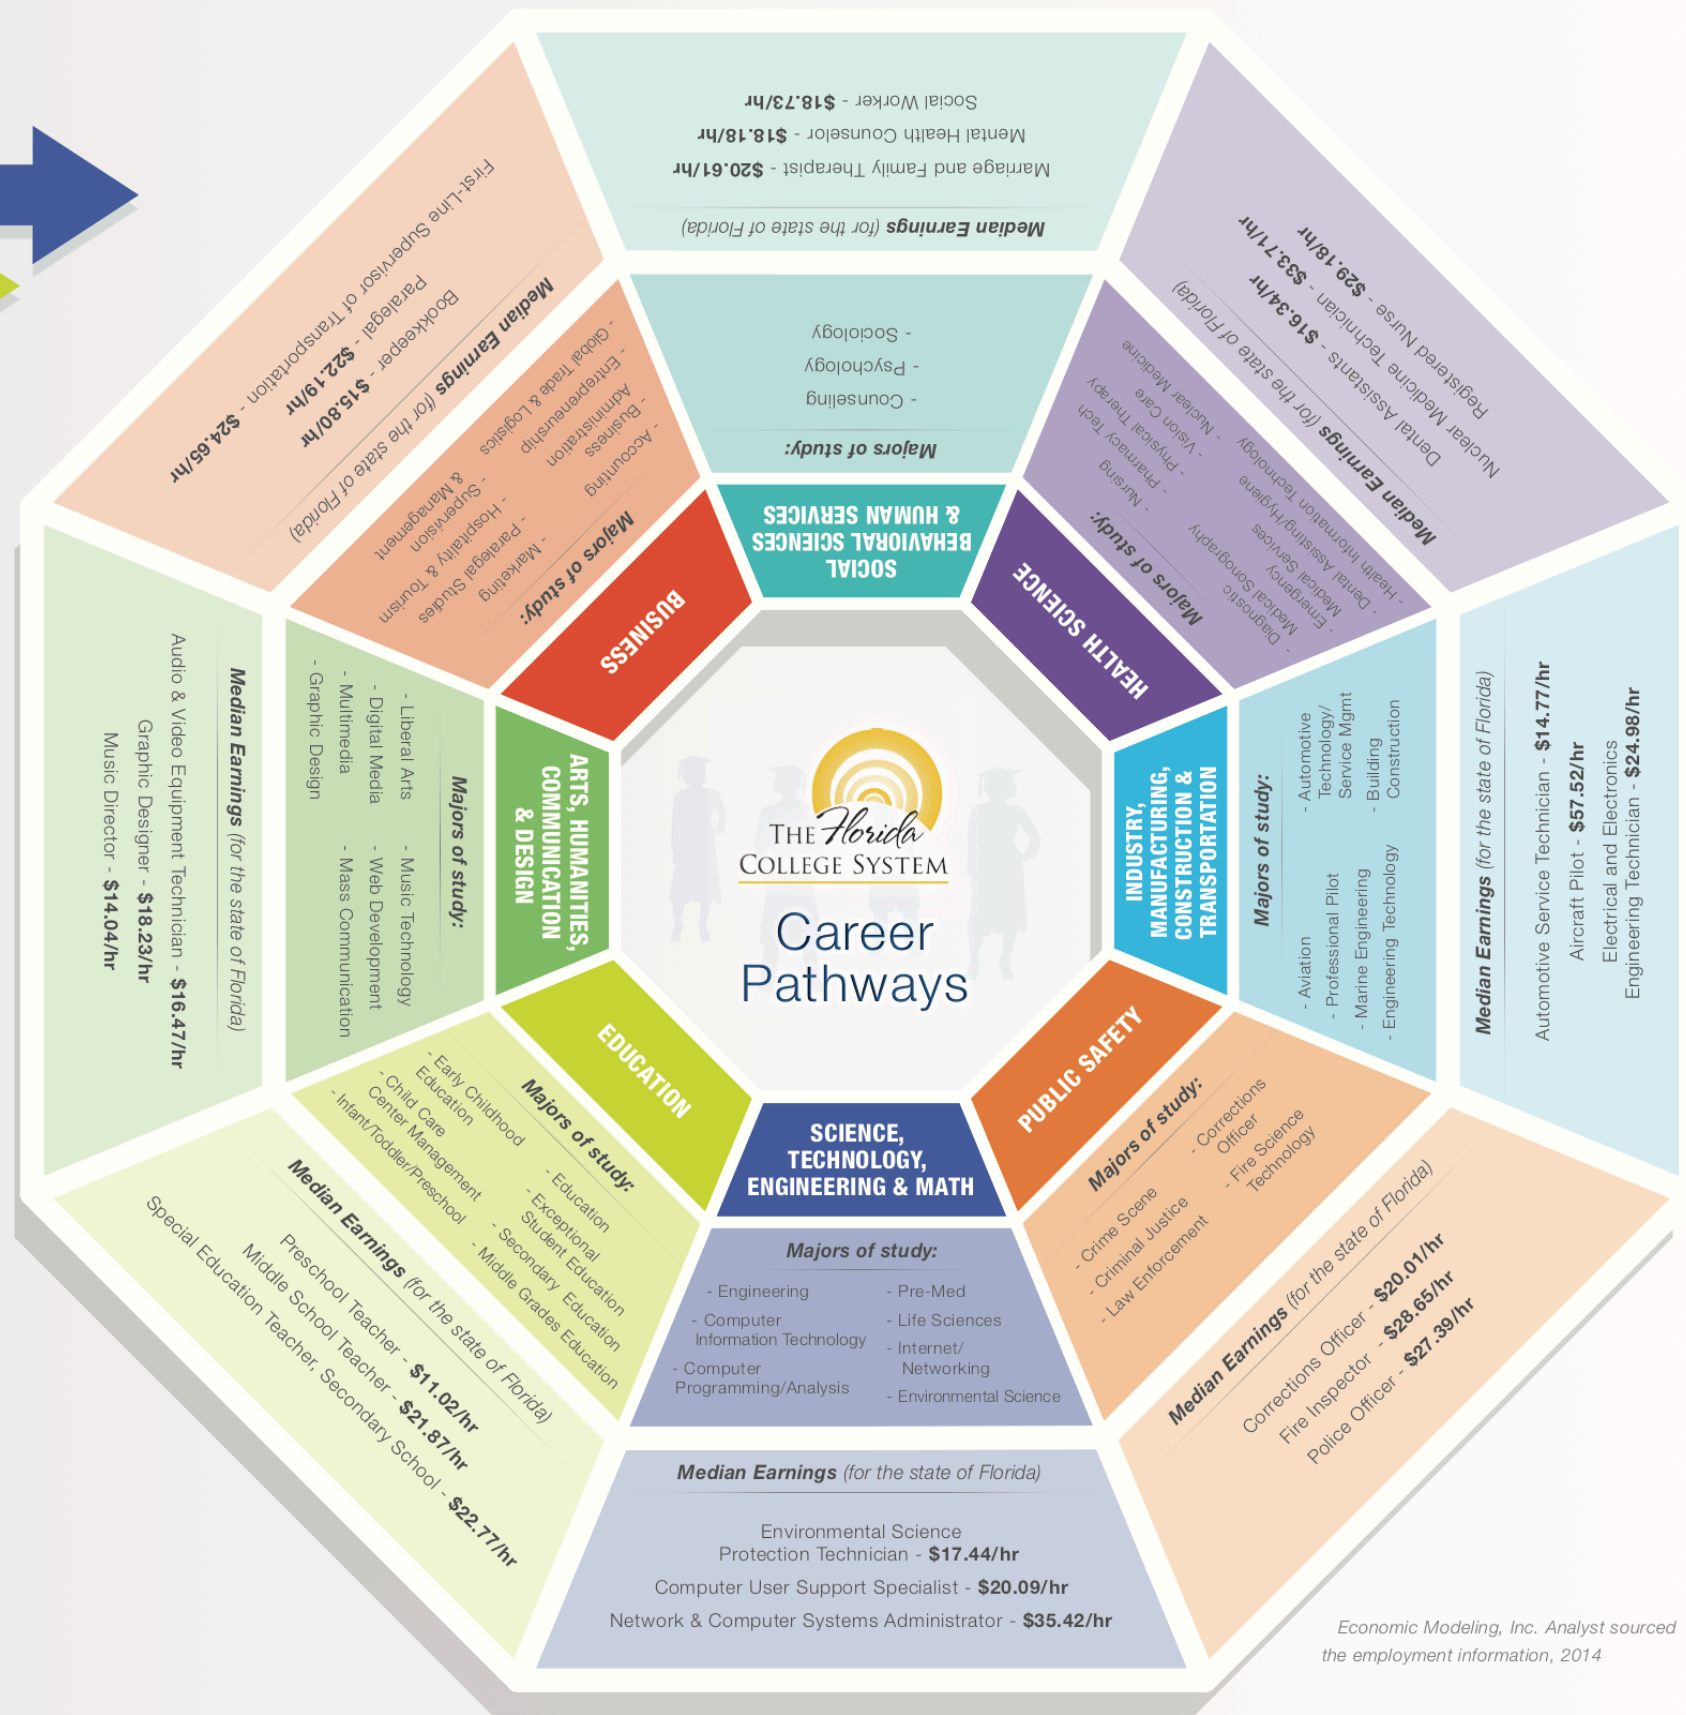 THE Florida
COLLEGE SYSTEM
Career
Pathways
SOCIAL
BEHAVIORAL SCIENCES
& HUMAN SERVICES
Majors of study:
- Counseling
- Psychology
- Sociology
Median Earnings (for the state of Florida)
Marriage and Family Therapist - $20.61/hr
Mental Health Counselor - $18.18/hr
Social Worker - $18.73/hr
HEALTH SCIENCE
Majors of study:
- Nursing
- Pharmacy Tech
- Physical Therapy
- Vision Care
- Nuclear Medicine
- Diagnostic
Medical Sonography
- Emergency
Medical Services
- Dental Assisting/Hygiene
- Health Information Technology
Median Earnings (for the state of Florida)
Dental Assistants - $16.34/hr
Nuclear Medicine Technician - $33.71/hr
Registered Nurse - $29.18/hr
INDUSTRY,
MANUFACTURING,
CONSTRUCTION &
TRANSPORTATION
Majors of study:
- Aviation
- Professional Pilot
- Marine Engineering
- Engineering Technology
- Automotive
Technology/
Service Mgmt
- Building
Construction
Median Earnings (for the state of Florida)
Automotive Service Technician - $14.77/hr
Aircraft Pilot - $57.52/hr
Electrical and Electronics
Engineering Technician - $24.98/hr
PUBLIC SAFETY
Majors of study:
- Crime Scene
- Criminal Justice
- Law Enforcement
- Corrections
Officer
- Fire Science
Technology
Median Earnings (for the state of Florida)
Corrections Officer - $20.01/hr
Fire Inspector - $28.65/hr
Police Officer - $27.39/hr
SCIENCE,
TECHNOLOGY,
ENGINEERING & MATH
Majors of study:
- Engineering
- Computer
Information Technology
- Computer
Programming/Analysis
- Pre-Med
- Life Sciences
- Internet/
Networking
- Environmental Science
Median Earnings (for the state of Florida)
Environmental Science
Protection Technician - $17.44/hr
Computer User Support Specialist - $20.09/hr
Network & Computer Systems Administrator - $35.42/hr
EDUCATION
Majors of study:
- Early Childhood
Education
- Child Care
Center Management
- Infant/Toddler/Preschool
- Education
- Exceptional
Student Education
- Secondary Education
- Middle Grades Education
Median Earnings (for the state of Florida)
Preschool Teacher - $11.02/hr
Middle School Teacher - $21.87/hr
Special Education Teacher, Secondary School - $22.77/hr
ARTS, HUMANITIES,
COMMUNICATION
& DESIGN
Majors of study:
- Liberal Arts
- Digital Media
- Multimedia
- Graphic Design
- Music Technology
- Web Development
- Mass Communication
Median Earnings (for the state of Florida)
Audio & Video Equipment Technician - $16.47/hr
Graphic Designer - $18.23/hr
Music Director - $14.04/hr
BUSINESS
Majors of study:
- Accounting
- Business
Administration
- Entrepreneurship
- Global Trade & Logistics
- Marketing
- Paralegal Studies
- Hospitality & Tourism
- Supervision
& Management
Median Earnings (for the state of Florida)
Bookkeeper - $15.80/hr
Paralegal - $22.19/hr
First-Line Supervisor of Transportation - $24.65/hr
Economic Modeling, Inc. Analyst sourced
the employment information, 2014